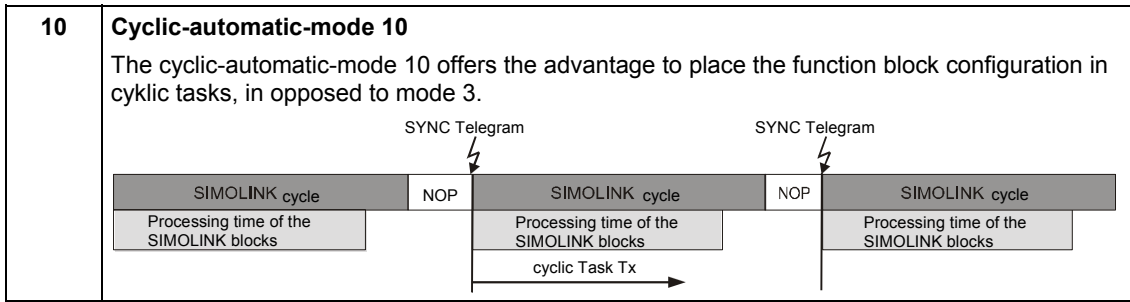 10 Cyclic-automatic-mode 10
The cyclic-automatic-mode 10 offers the advantage to place the function block configuration in
cyklic tasks, in opposed to mode 3.
SYNC Telegram SYNC Telegram
SIMOLINK cycle NOP SIMOLINK cycle NOP SIMOLINK cycle
Processing time of the Processing time of the Processing time of the
SIMOLINK blocks SIMOLINK blocks SIMOLINK blocks
cyclic Task Tx